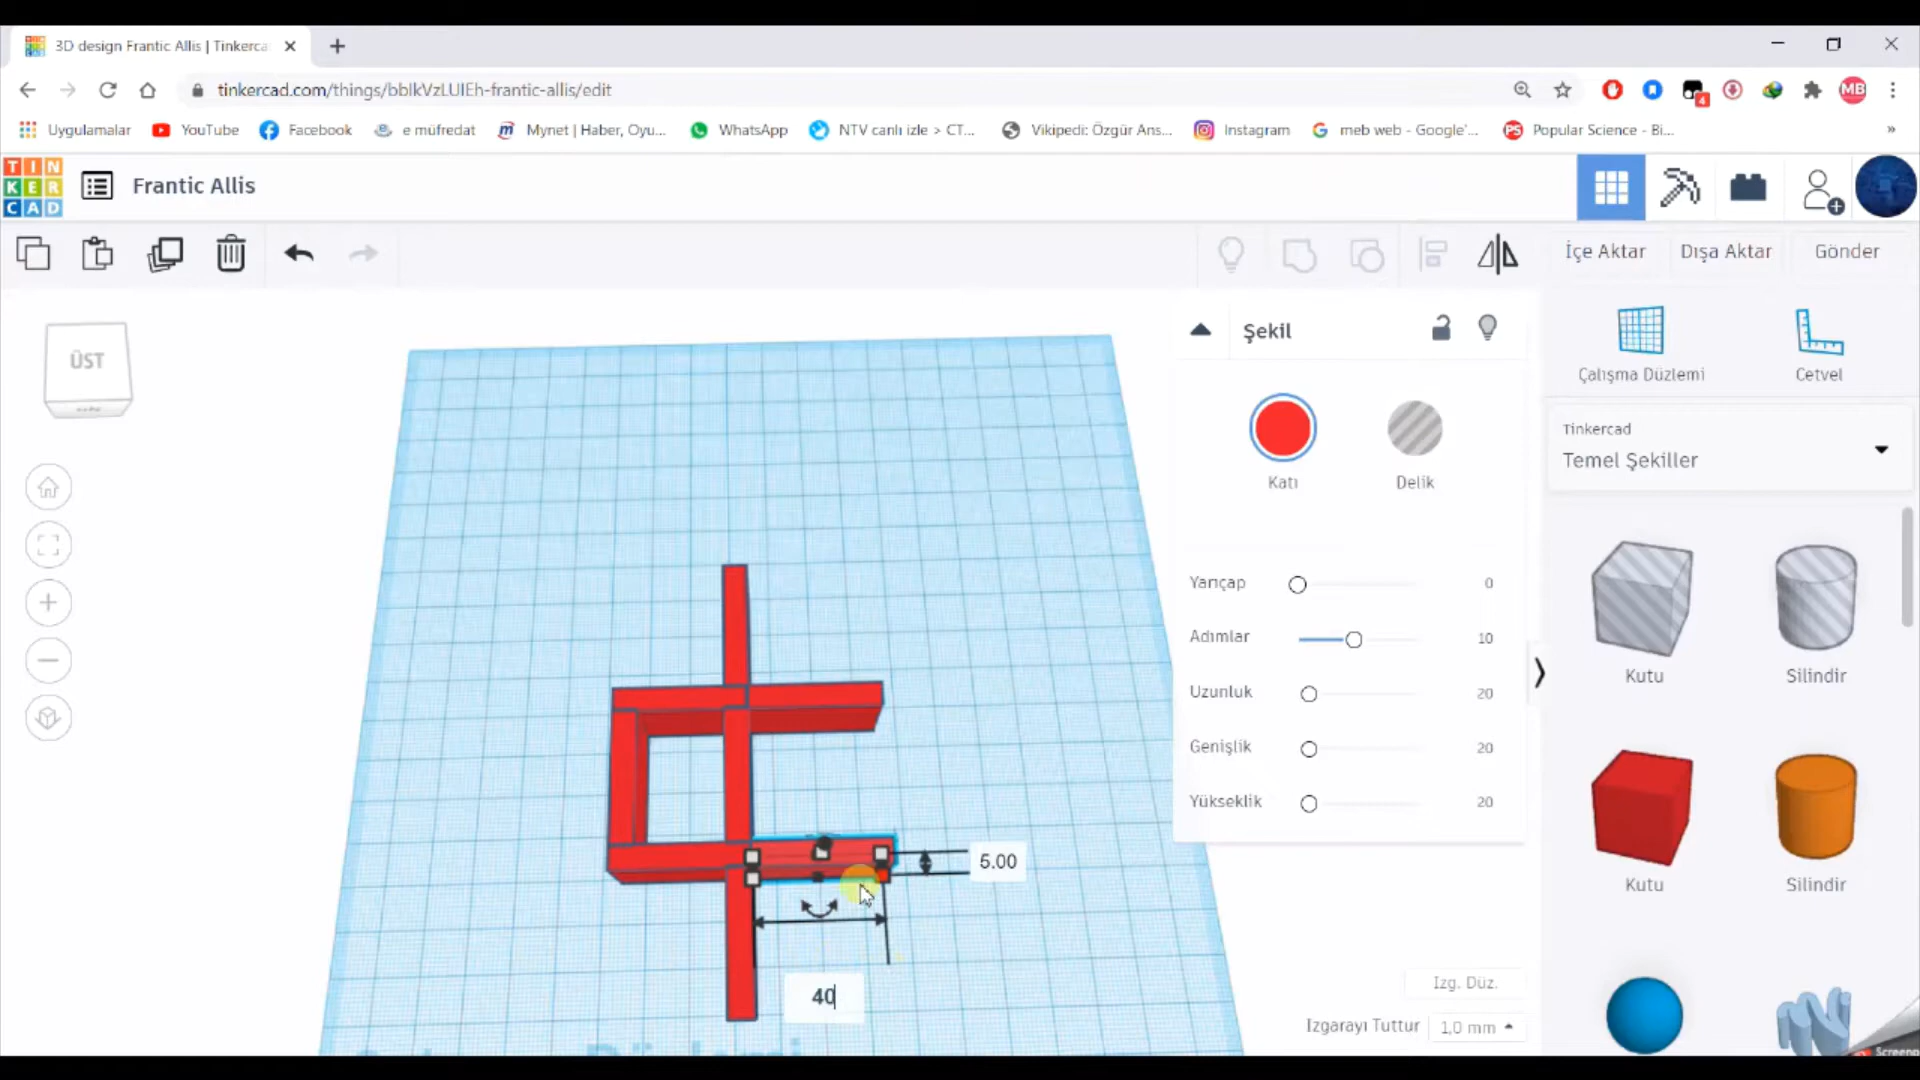 3D design Frantic Allis | Tinkerca
tinkercad.com/things/bblkVzLUlEh-frantic-allis/edit
MB
4
Uygulamalar
YouTube
Facebook
e müfredat
Mynet | Haber, Oyu...
WhatsApp
NTV canlı izle > CT...
Vikipedi: Özgür Ans...
Instagram
meb web - Google'...
Popular Science - Bi...
»
TIN
KER
CAD
Frantic Allis
İçe Aktar
Dışa Aktar
Gönder
ÜST
Şekil
Katı
Delik
Yarıçap 0
Adımlar 10
Uzunluk 20
Genişlik 20
Yükseklik 20
Çalışma Düzlemi
Cetvel
Tinkercad
Temel Şekiller
Kutu
Silindir
Kutu
Silindir
5.00
40
Izg. Düz.
Izgarayı Tuttur 1,0 mm